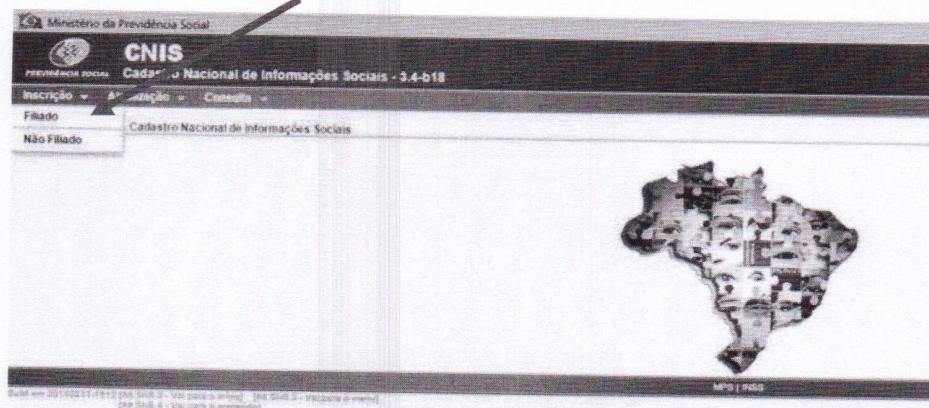 Ministério da Previdência Social
CNIS
PREVIDÊNCIA SOCIAL
Cadastro Nacional de Informações Sociais - 3.4-b18
Inscrição Consulta
Filiado
Cadastro Nacional de Informações Sociais
Não Filiado
MPS | INSS